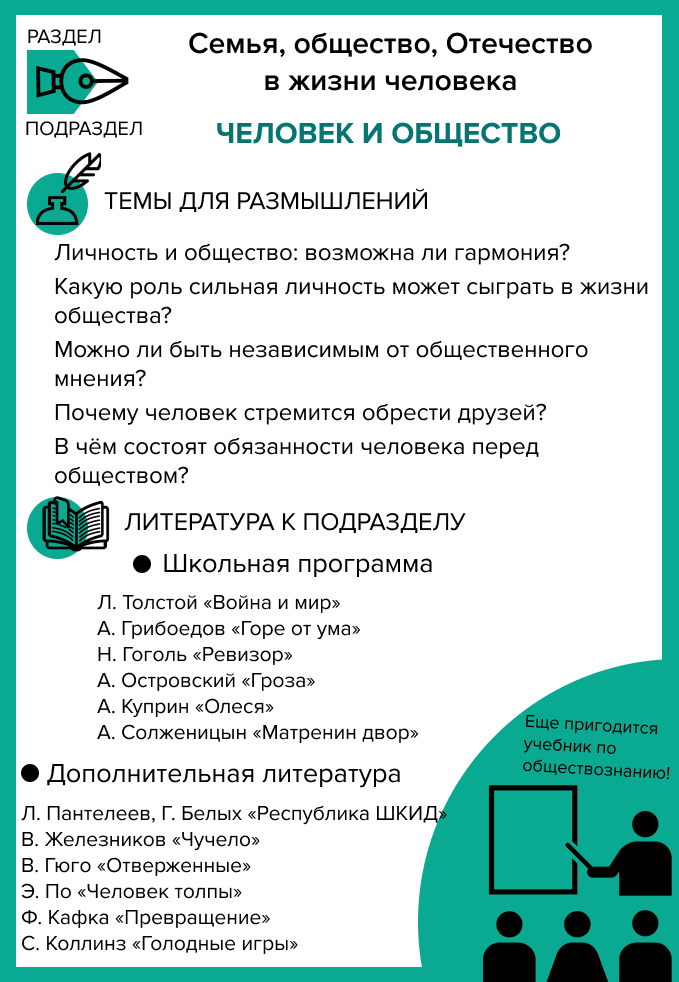 РАЗДЕЛ
Семья, общество, Отечество
в жизни человека
ПОДРАЗДЕЛ
ЧЕЛОВЕК И ОБЩЕСТВО
ТЕМЫ ДЛЯ РАЗМЫШЛЕНИЙ
Личность и общество: возможна ли гармония?
Какую роль сильная личность может сыграть в жизни
общества?
Можно ли быть независимым от общественного
мнения?
Почему человек стремится обрести друзей?
В чём состоят обязанности человека перед
обществом?
ЛИТЕРАТУРА К ПОДРАЗДЕЛУ
● Школьная программа
Л. Толстой «Война и мир»
А. Грибоедов «Горе от ума»
Н. Гоголь «Ревизор»
А. Островский «Гроза»
А. Куприн «Олеся»
А. Солженицын «Матренин двор»
Еще пригодится
учебник по
обществознанию!
● Дополнительная литература
Л. Пантелеев, Г. Белых «Республика ШКИД»
В. Железников «Чучело»
В. Гюго «Отверженные»
Э. По «Человек толпы»
Ф. Кафка «Превращение»
С. Коллинз «Голодные игры»